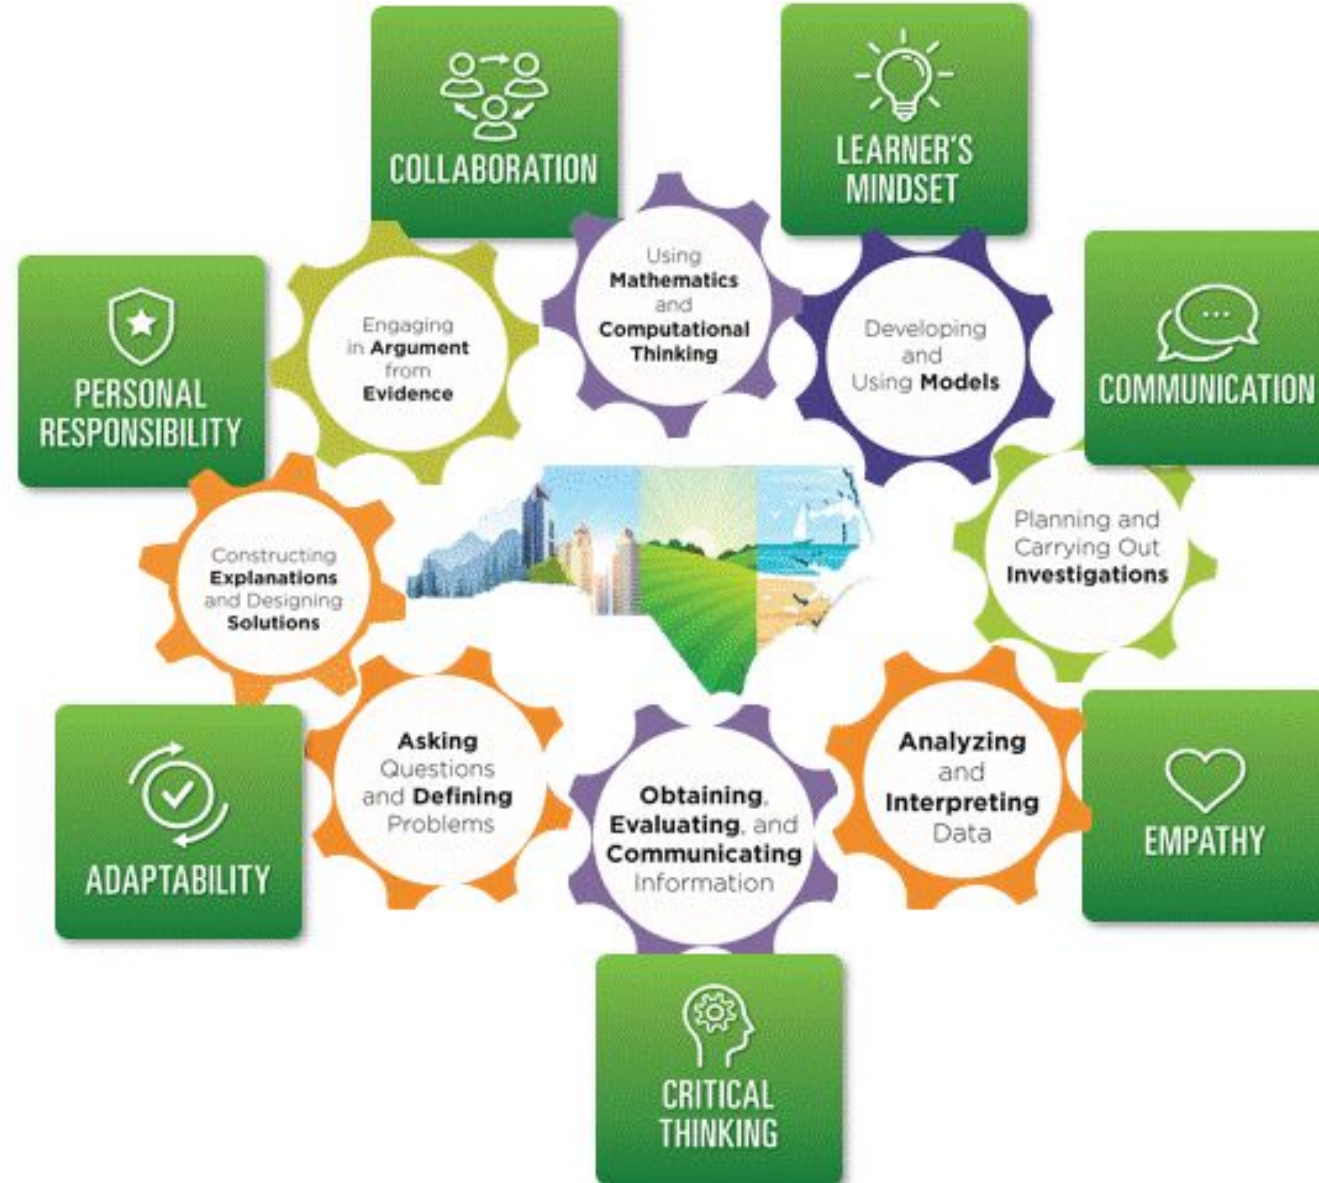 COLLABORATION
LEARNER'S
MINDSET
Using
Mathematics
and
Computational
Thinking
Engaging
in Argument
from
Evidence
Developing
and
Using Models
PERSONAL
RESPONSIBILITY
COMMUNICATION
Constructing
Explanations
and Designing
Solutions
Planning and
Carrying Out
Investigations
Asking
Questions
and Defining
Problems
Obtaining,
Evaluating, and
Communicating
Information
Analyzing
and
Interpreting
Data
ADAPTABILITY
EMPATHY
CRITICAL
THINKING